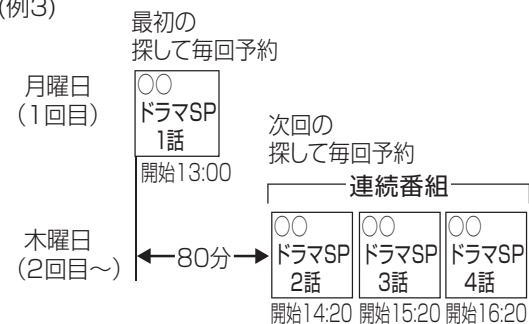 (例3)
最初の
探して毎回予約
月曜日
(1回目)
○○
ドラマSP
1話
開始13:00
次回の
探して毎回予約
連続番組
木曜日
(2回目～)
80分
○○
ドラマSP
2話
○○
ドラマSP
3話
○○
ドラマSP
4話
開始14:20 開始15:20 開始16:20